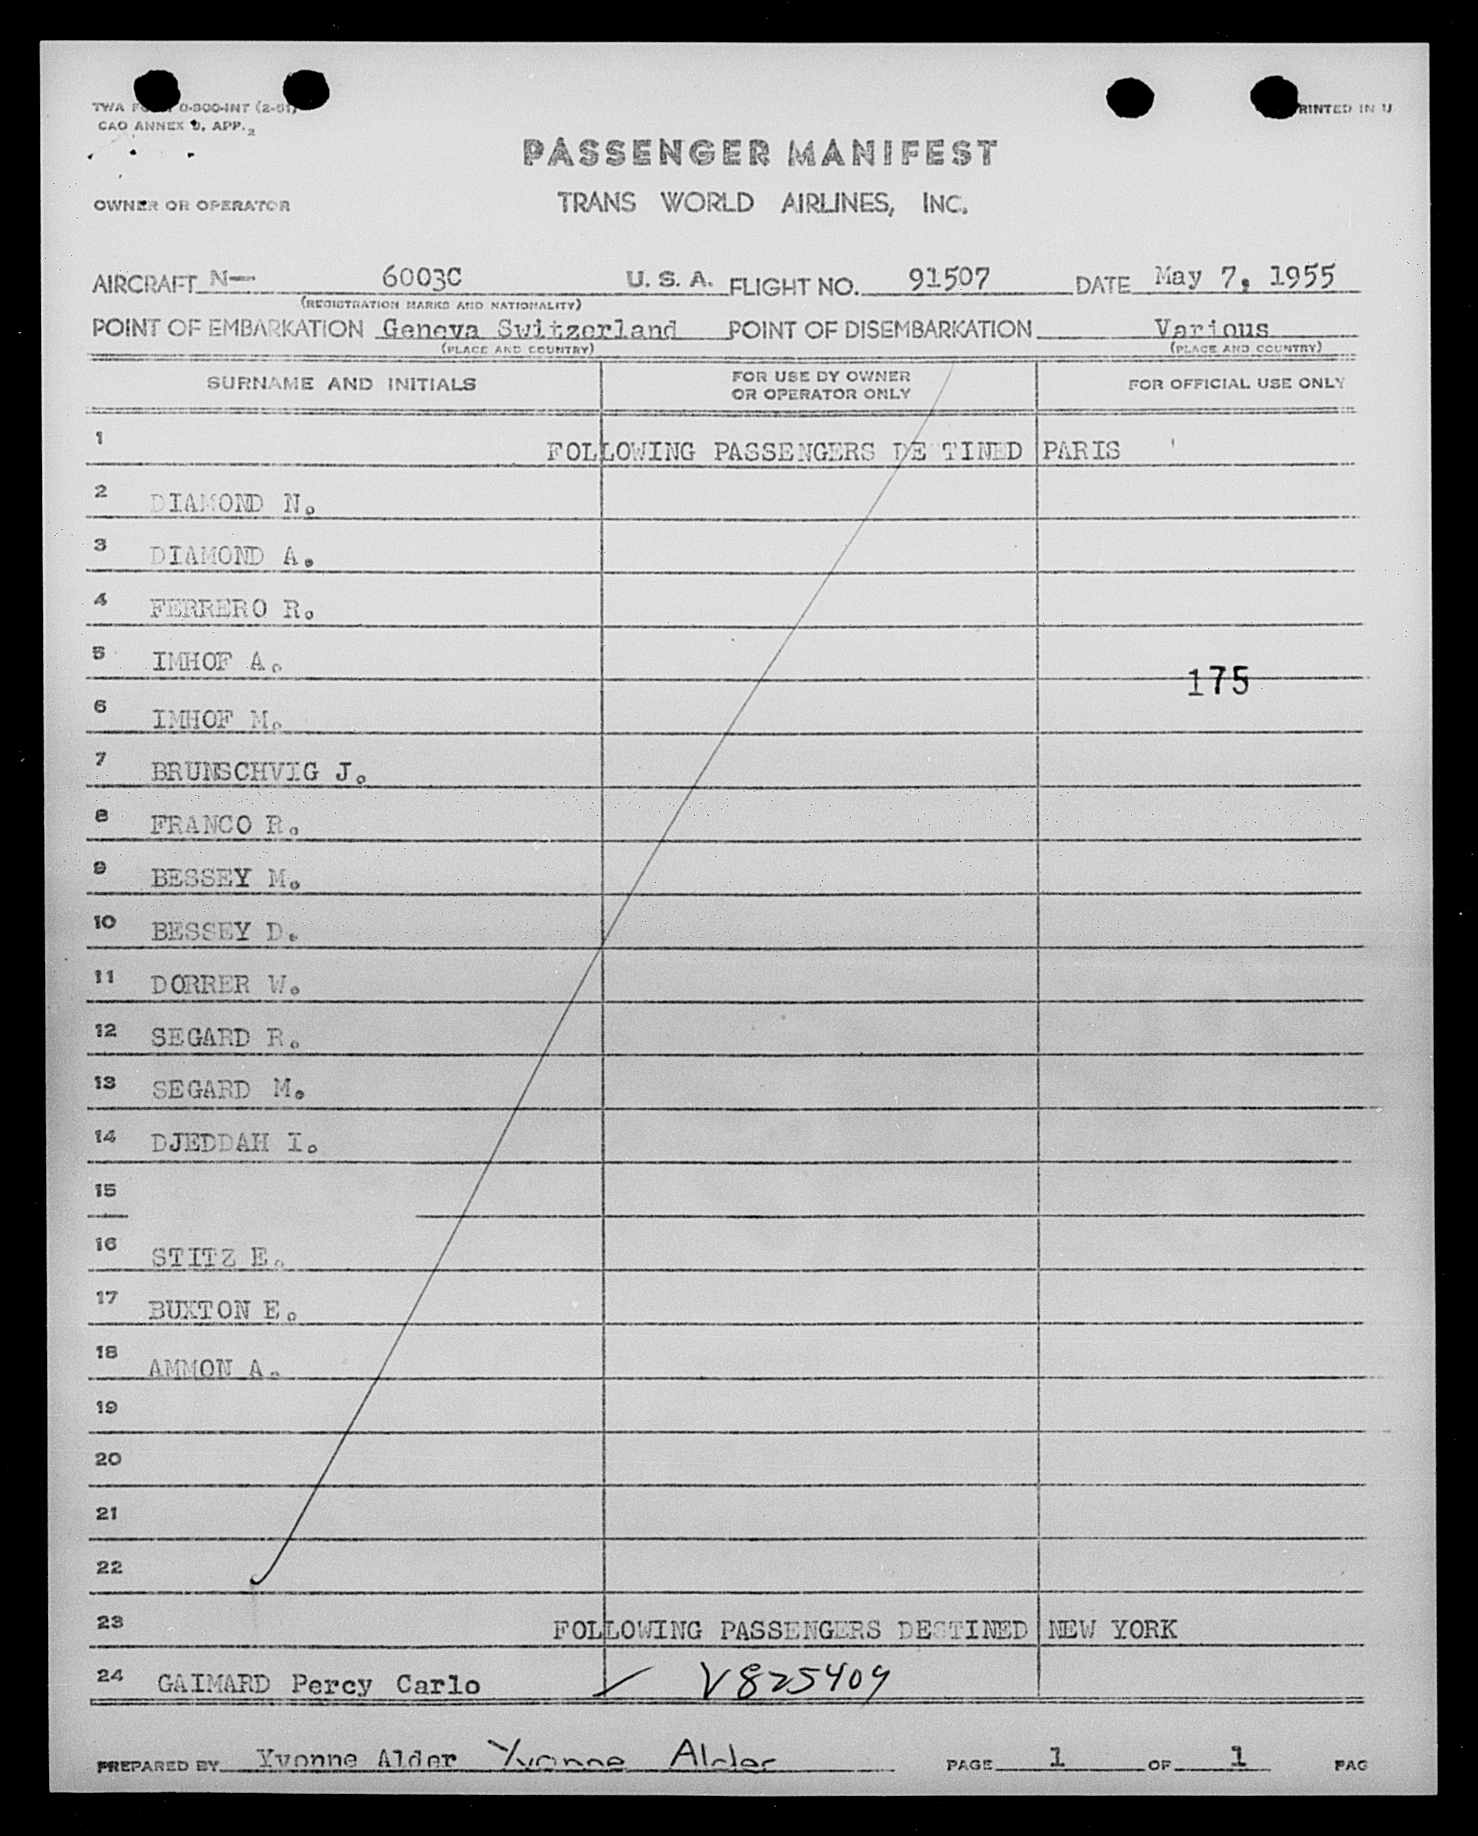 TWA FORM O-300-INT (2-51)
CAO ANNEX 9, APP. 2
PRINTED IN U
PASSENGER MANIFEST
OWNER OR OPERATOR TRANS WORLD AIRLINES, INC.
AIRCRAFT N— 6003C U. S. A. FLIGHT NO. 91507 DATE May 7, 1955
(REGISTRATION MARKS AND NATIONALITY)
POINT OF EMBARKATION Geneva Switzerland POINT OF DISEMBARKATION Various
(PLACE AND COUNTRY) (PLACE AND COUNTRY)
SURNAME AND INITIALS FOR USE BY OWNER OR OPERATOR ONLY FOR OFFICIAL USE ONLY
1 FOLLOWING PASSENGERS DESTINED PARIS
2 DIAMOND N.
3 DIAMOND A.
4 FERRERO R.
5 IMHOF A.
175
6 IMHOF M.
7 BRUNSCHVIG J.
8 FRANCO R.
9 BESSEY M.
10 BESSEY D.
11 DORRER W.
12 SEGARD R.
13 SEGARD M.
14 DJEDDAH I.
15
16 STITZ E.
17 BUXTON E.
18 AMMON A.
19
20
21
22
23 FOLLOWING PASSENGERS DESTINED NEW YORK
24 GAIMARD Percy Carlo ✓ V825409
PREPARED BY Yvonne Alder Yvonne Alder PAGE 1 OF 1 PAG